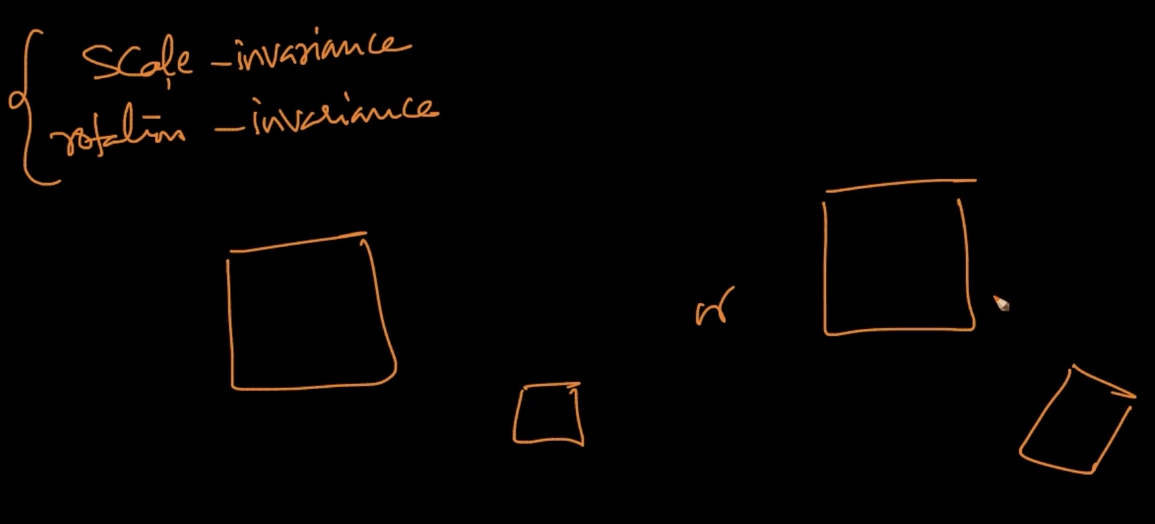 Scale - invariance
rotation - invariance
or